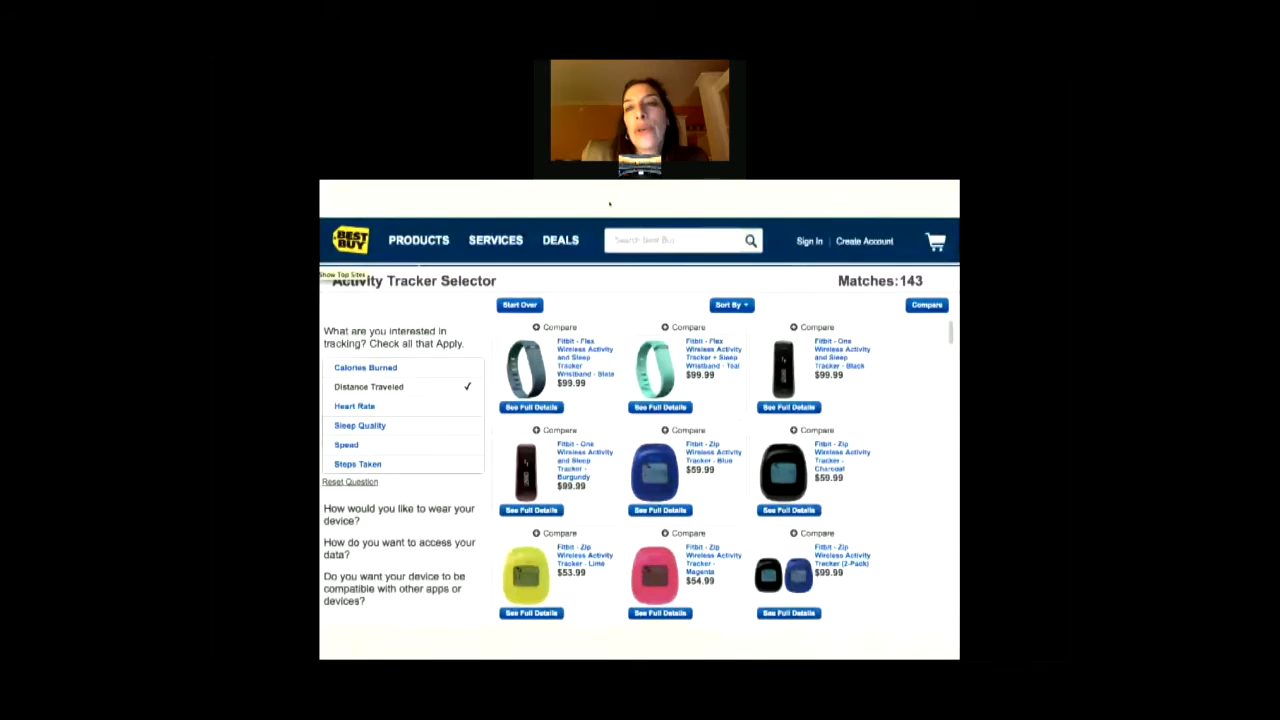 BEST BUY
PRODUCTS SERVICES DEALS
Search Best Buy
Sign In | Create Account
Show Top Sites
Activity Tracker Selector
Matches:143
Start Over
Sort By
Compare
What are you interested in
tracking? Check all that Apply.
Calories Burned
Distance Traveled ✓
Heart Rate
Sleep Quality
Speed
Steps Taken
Reset Question
How would you like to wear your
device?
How do you want to access your
data?
Do you want your device to be
compatible with other apps or
devices?
Compare
Fitbit - Flex
Wireless Activity
and Sleep
Tracker
Wristband - Slate
$99.99
See Full Details
Compare
Fitbit - Flex
Wireless Activity
Tracker + Sleep
Wristband - Teal
$99.99
See Full Details
Compare
Fitbit - One
Wireless Activity
and Sleep
Tracker - Black
$99.99
See Full Details
Compare
Fitbit - One
Wireless Activity
and Sleep
Tracker -
Burgundy
$99.99
See Full Details
Compare
Fitbit - Zip
Wireless Activity
Tracker - Blue
$59.99
See Full Details
Compare
Fitbit - Zip
Wireless Activity
Tracker -
Charcoal
$59.99
See Full Details
Compare
Fitbit - Zip
Wireless Activity
Tracker - Lime
$53.99
See Full Details
Compare
Fitbit - Zip
Wireless Activity
Tracker -
Magenta
$54.99
See Full Details
Compare
Fitbit - Zip
Wireless Activity
Tracker (2-Pack)
$99.99
See Full Details